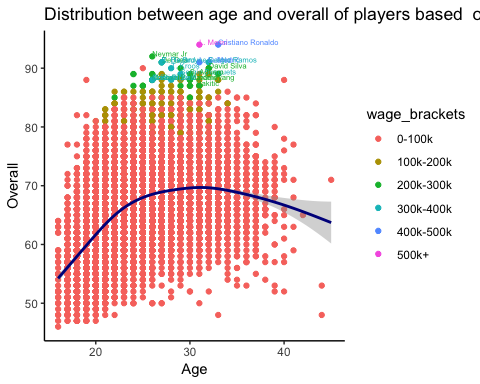 Distribution between age and overall of players based o
Cristiano Ronaldo
Neymar Jr
Ramos
David Silva
Overall
90
80
70
60
50
20
30
40
Age
wage_brackets
0-100k
100k-200k
200k-300k
300k-400k
400k-500k
500k+